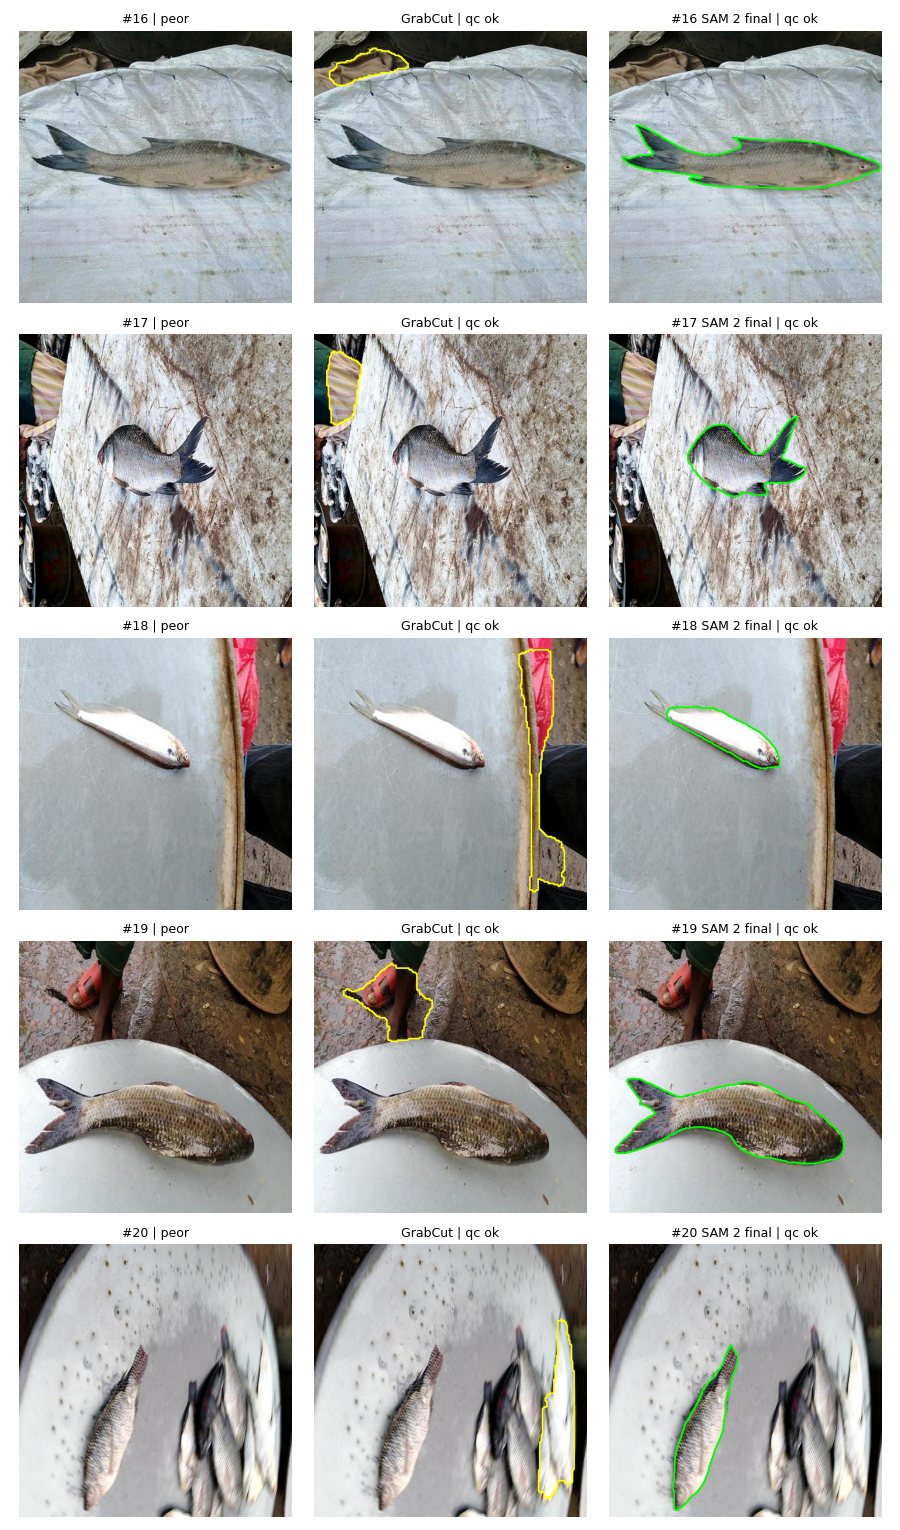 #16 | peor
GrabCut | qc ok
#16 SAM 2 final | qc ok
#17 | peor
GrabCut | qc ok
#17 SAM 2 final | qc ok
#18 | peor
GrabCut | qc ok
#18 SAM 2 final | qc ok
#19 | peor
GrabCut | qc ok
#19 SAM 2 final | qc ok
#20 | peor
GrabCut | qc ok
#20 SAM 2 final | qc ok